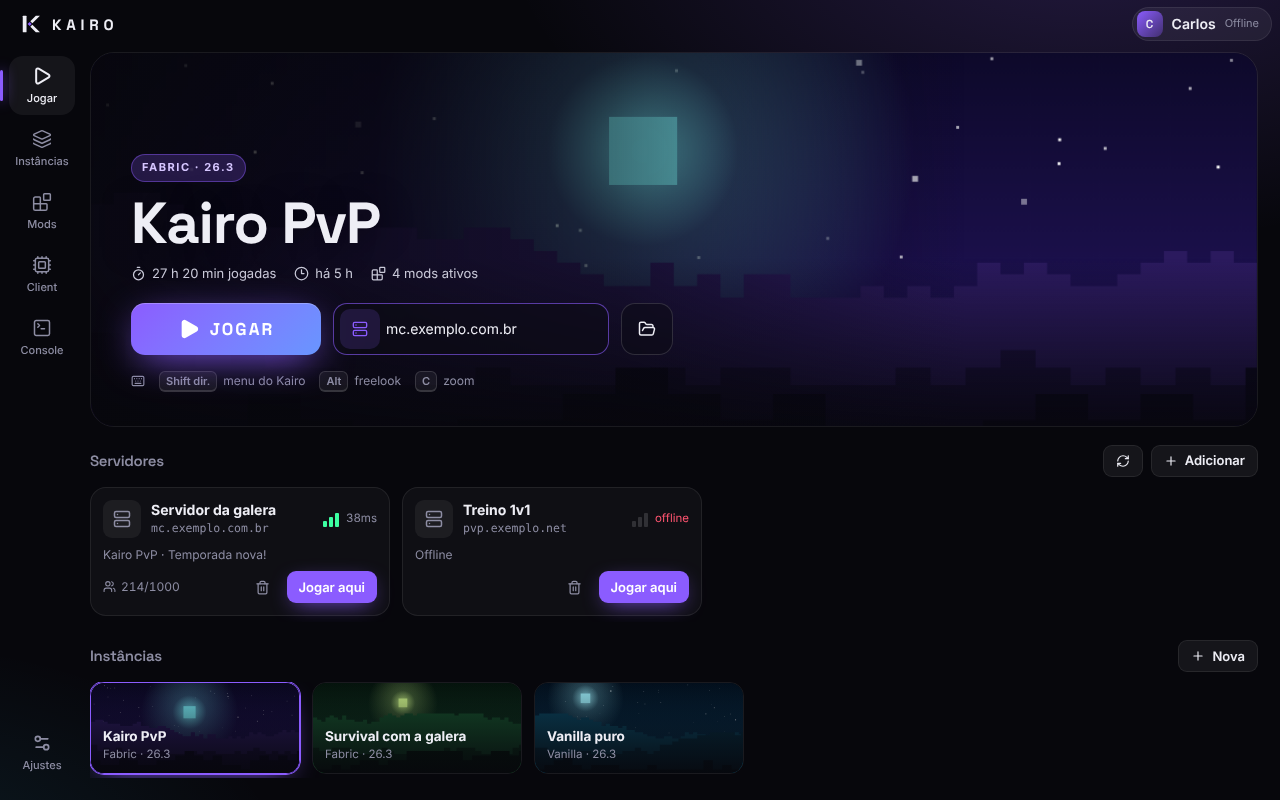 KAIRO
C Carlos Offline
Jogar
Instâncias
Mods
Client
Console
Ajustes
FABRIC · 26.3
Kairo PvP
27 h 20 min jogadas há 5 h 4 mods ativos
JOGAR mc.exemplo.com.br
Shift dir. menu do Kairo Alt freelook C zoom
Servidores Adicionar
Servidor da galera
mc.exemplo.com.br
38ms
Kairo PvP · Temporada nova!
214/1000 Jogar aqui
Treino 1v1
pvp.exemplo.net
offline
Offline
Jogar aqui
Instâncias Nova
Kairo PvP
Fabric · 26.3
Survival com a galera
Fabric · 26.3
Vanilla puro
Vanilla · 26.3